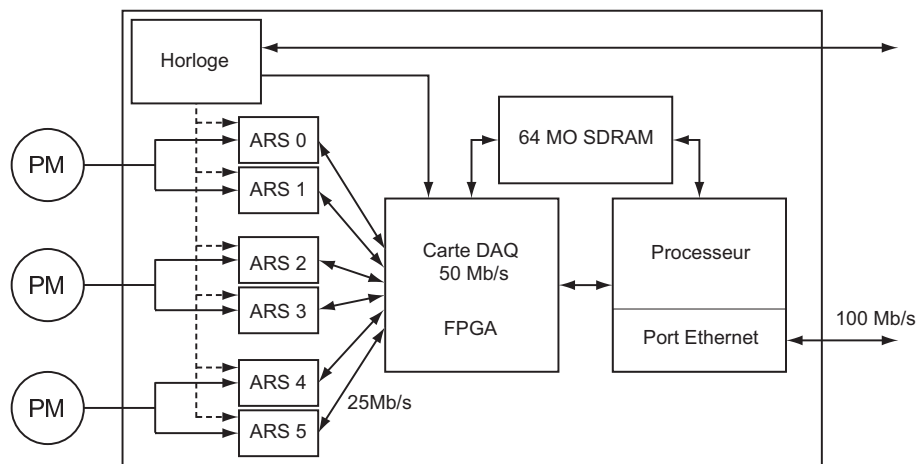 Horloge
PM
ARS 0
ARS 1
64 MO SDRAM
PM
ARS 2
ARS 3
Carte DAQ
50 Mb/s
FPGA
Processeur
Port Ethernet
100 Mb/s
PM
ARS 4
ARS 5
25Mb/s